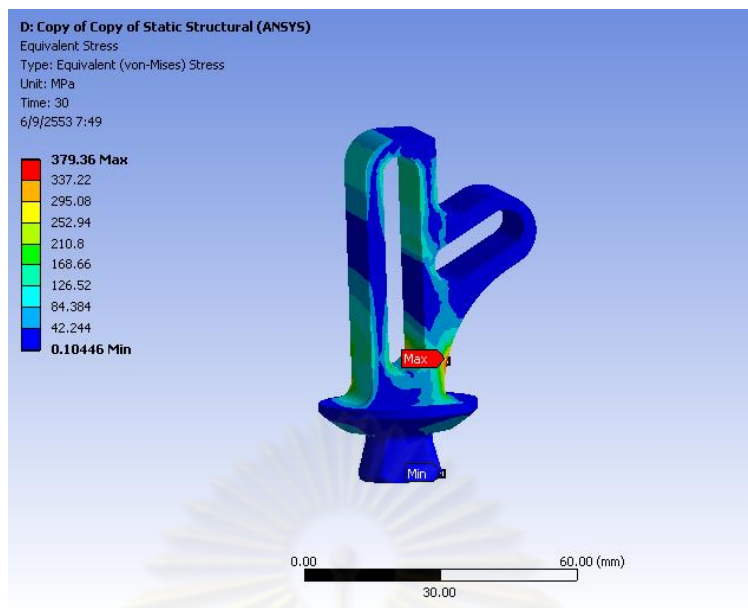 D: Copy of Copy of Static Structural (ANSYS)
Equivalent Stress
Type: Equivalent (von-Mises) Stress
Unit: MPa
Time: 30
6/9/2553 7:49
379.36 Max
337.22
295.08
252.94
210.8
168.66
126.52
84.384
42.244
0.10446 Min
Max
Min
0.00
60.00 (mm)
30.00